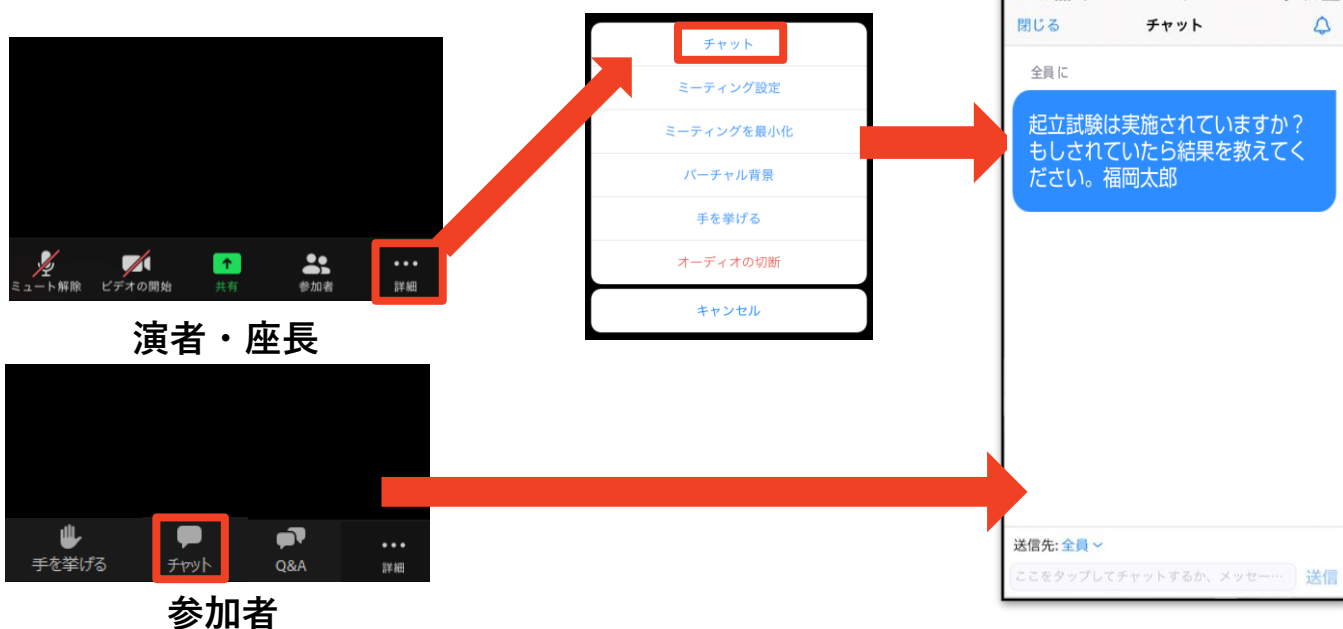 ミュート解除 ビデオの開始 共有 参加者 詳細
演者・座長
手を挙げる チャット Q&A 詳細
参加者
チャット
ミーティング設定
ミーティングを最小化
バーチャル背景
手を挙げる
オーディオの切断
キャンセル
閉じる チャット
全員 に
起立試験は実施されていますか？
もしされていたら結果を教えてく
ださい。福岡太郎
送信先: 全員
ここをタップしてチャットするか、メッセー… 送信